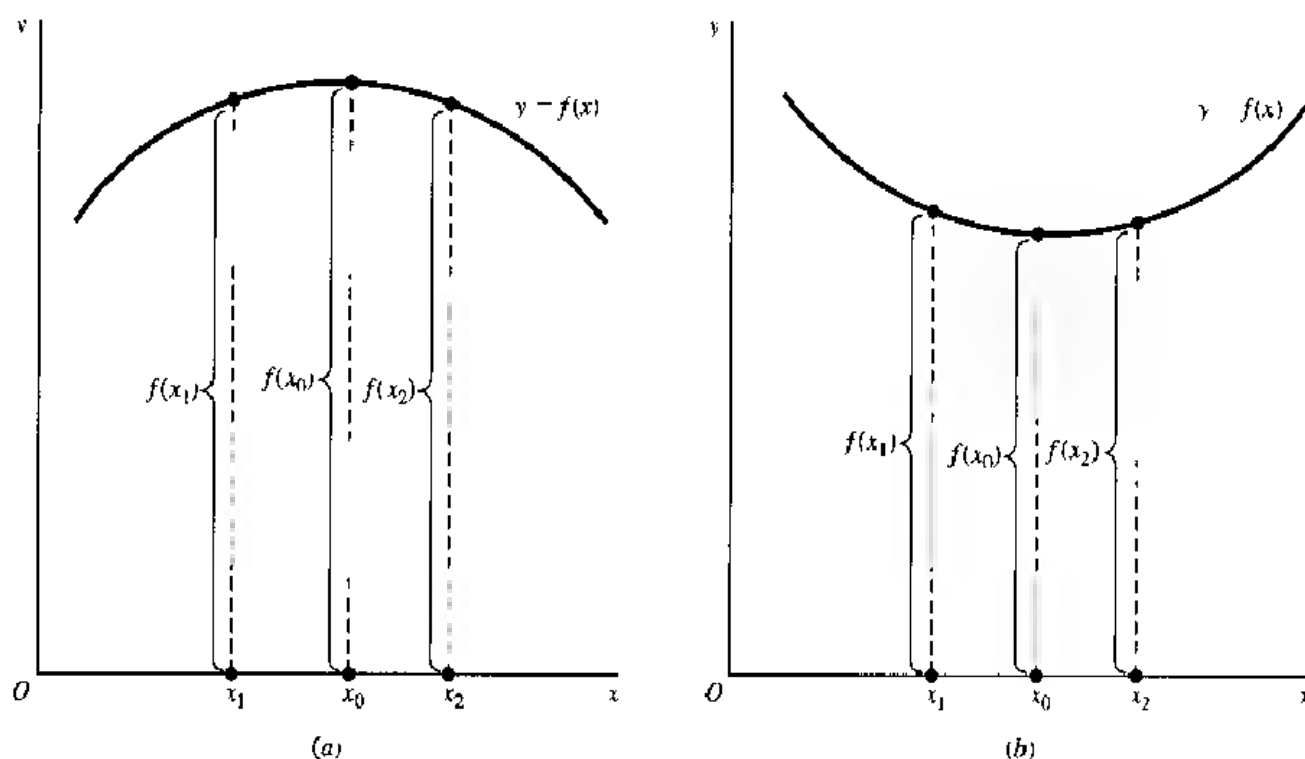 y
y = f(x)
f(x₁)
f(x₀)
f(x₂)
O
x₁
x₀
x₂
x
(a)
y
y f(x)
f(x₁)
f(x₀)
f(x₂)
O
x₁
x₀
x₂
x
(b)